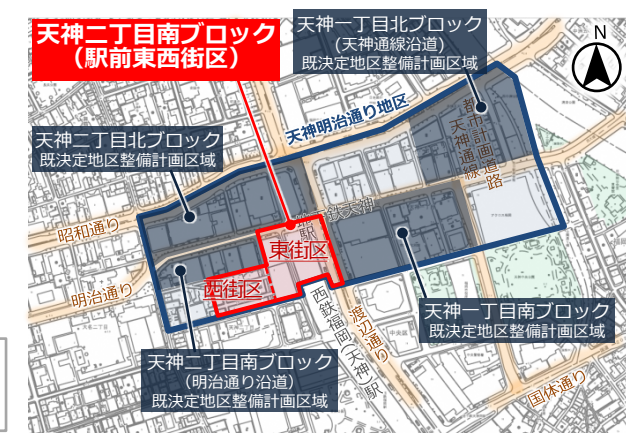 天神二丁目南ブロック
（駅前東西街区）
天神一丁目北ブロック
(天神通線沿道)
既決定地区整備計画区域
N
天神二丁目北ブロック
既決定地区整備計画区域
天神明治通り地区
都市計画道路
天神通線
昭和通り
明治通り
東街区
西街区
西鉄福岡(天神)駅
渡辺通り
国体通り
天神一丁目南ブロック
既決定地区整備計画区域
天神二丁目南ブロック
（明治通り沿道）
既決定地区整備計画区域